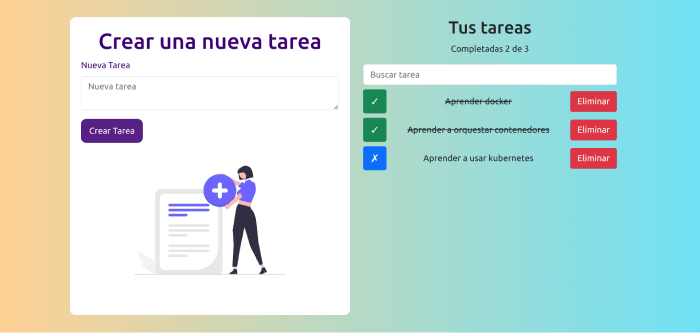 Crear una nueva tarea
Nueva Tarea
Nueva tarea
Crear Tarea
Tus tareas
Completadas 2 de 3
Buscar tarea
✓ Aprender docker Eliminar
✓ Aprender a orquestar contenedores Eliminar
✗ Aprender a usar kubernetes Eliminar